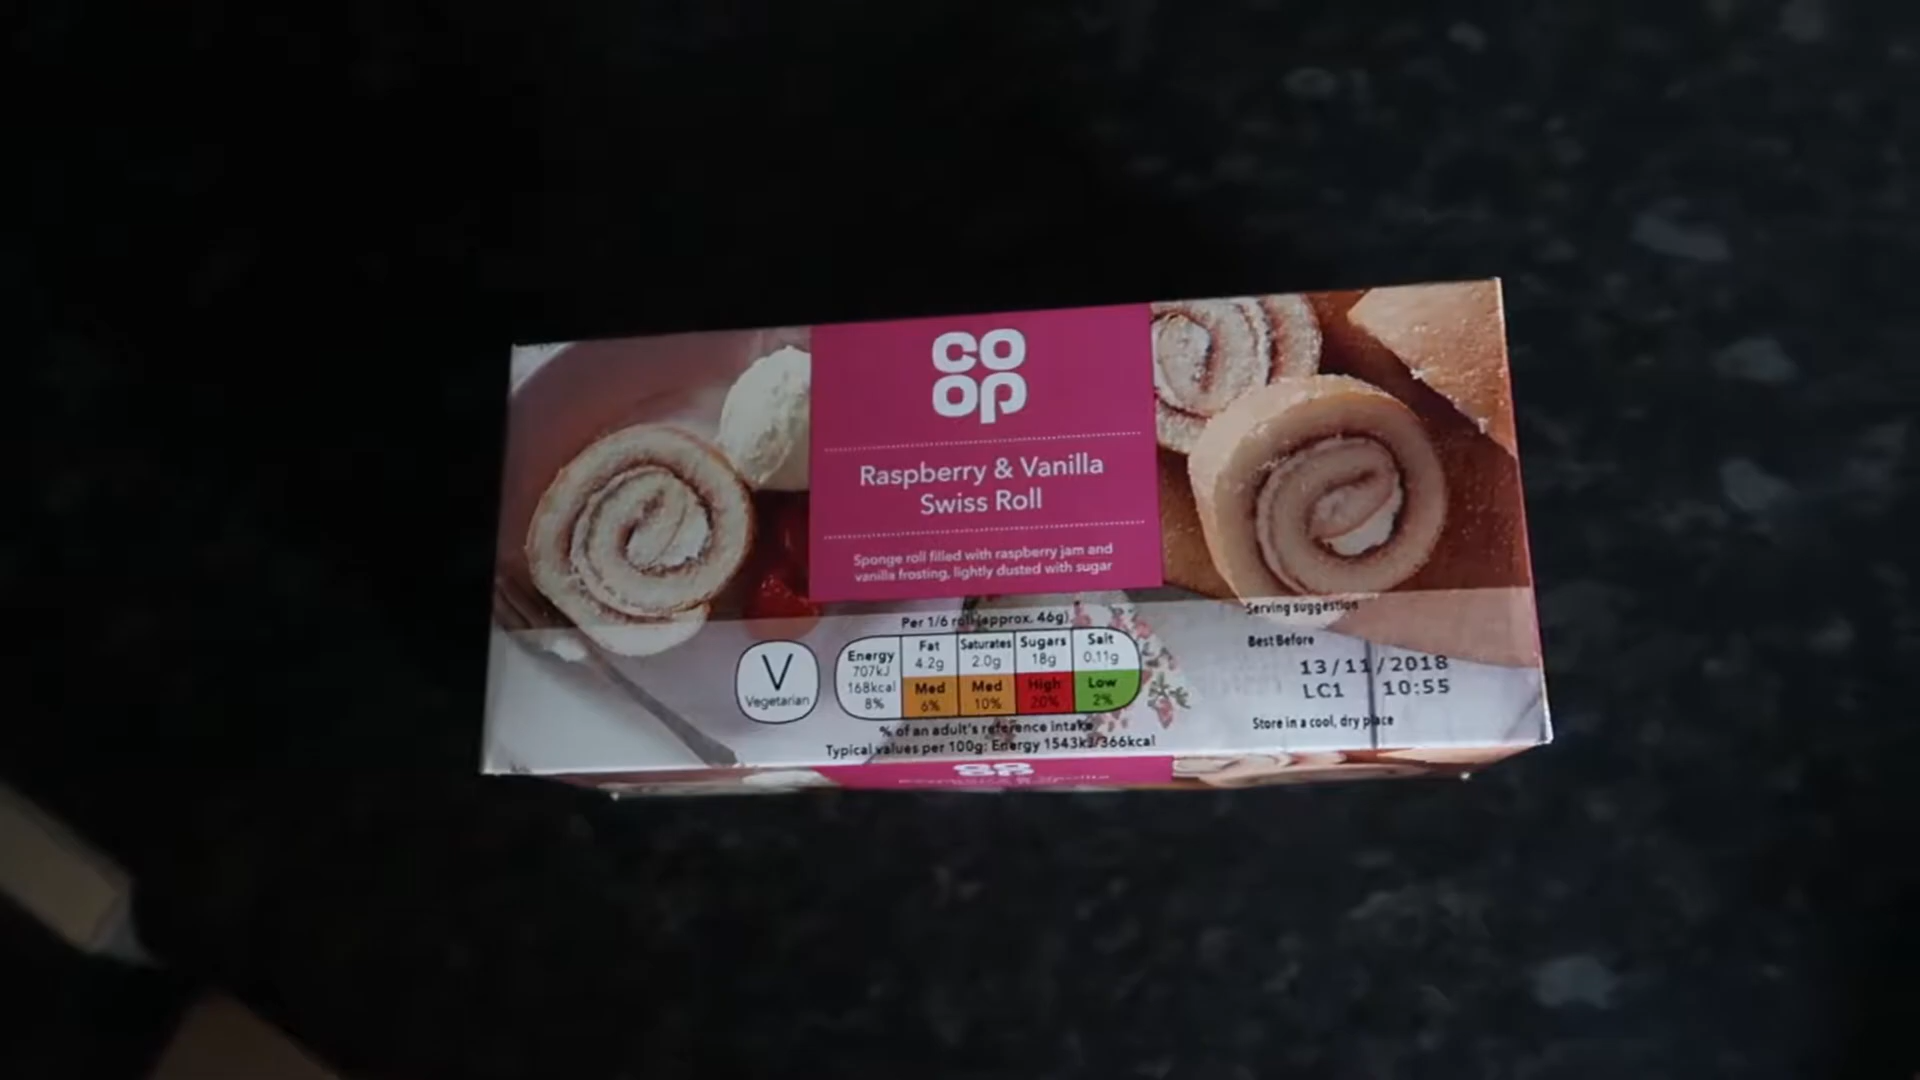 CO
OP
Raspberry & Vanilla
Swiss Roll
Sponge roll filled with raspberry jam and
vanilla frosting, lightly dusted with sugar
Serving suggestion
Per 1/6 roll (approx. 46g)
V
Vegetarian
Energy
707kJ
168kcal
8%
Fat
4.2g
Med
6%
Saturates
2.0g
Med
10%
Sugars
18g
High
20%
Salt
0.11g
Low
2%
% of an adult's reference intake
Typical values per 100g: Energy 1543kJ/366kcal
Best Before
13/11/2018
LC1 10:55
Store in a cool, dry place
CO
OP